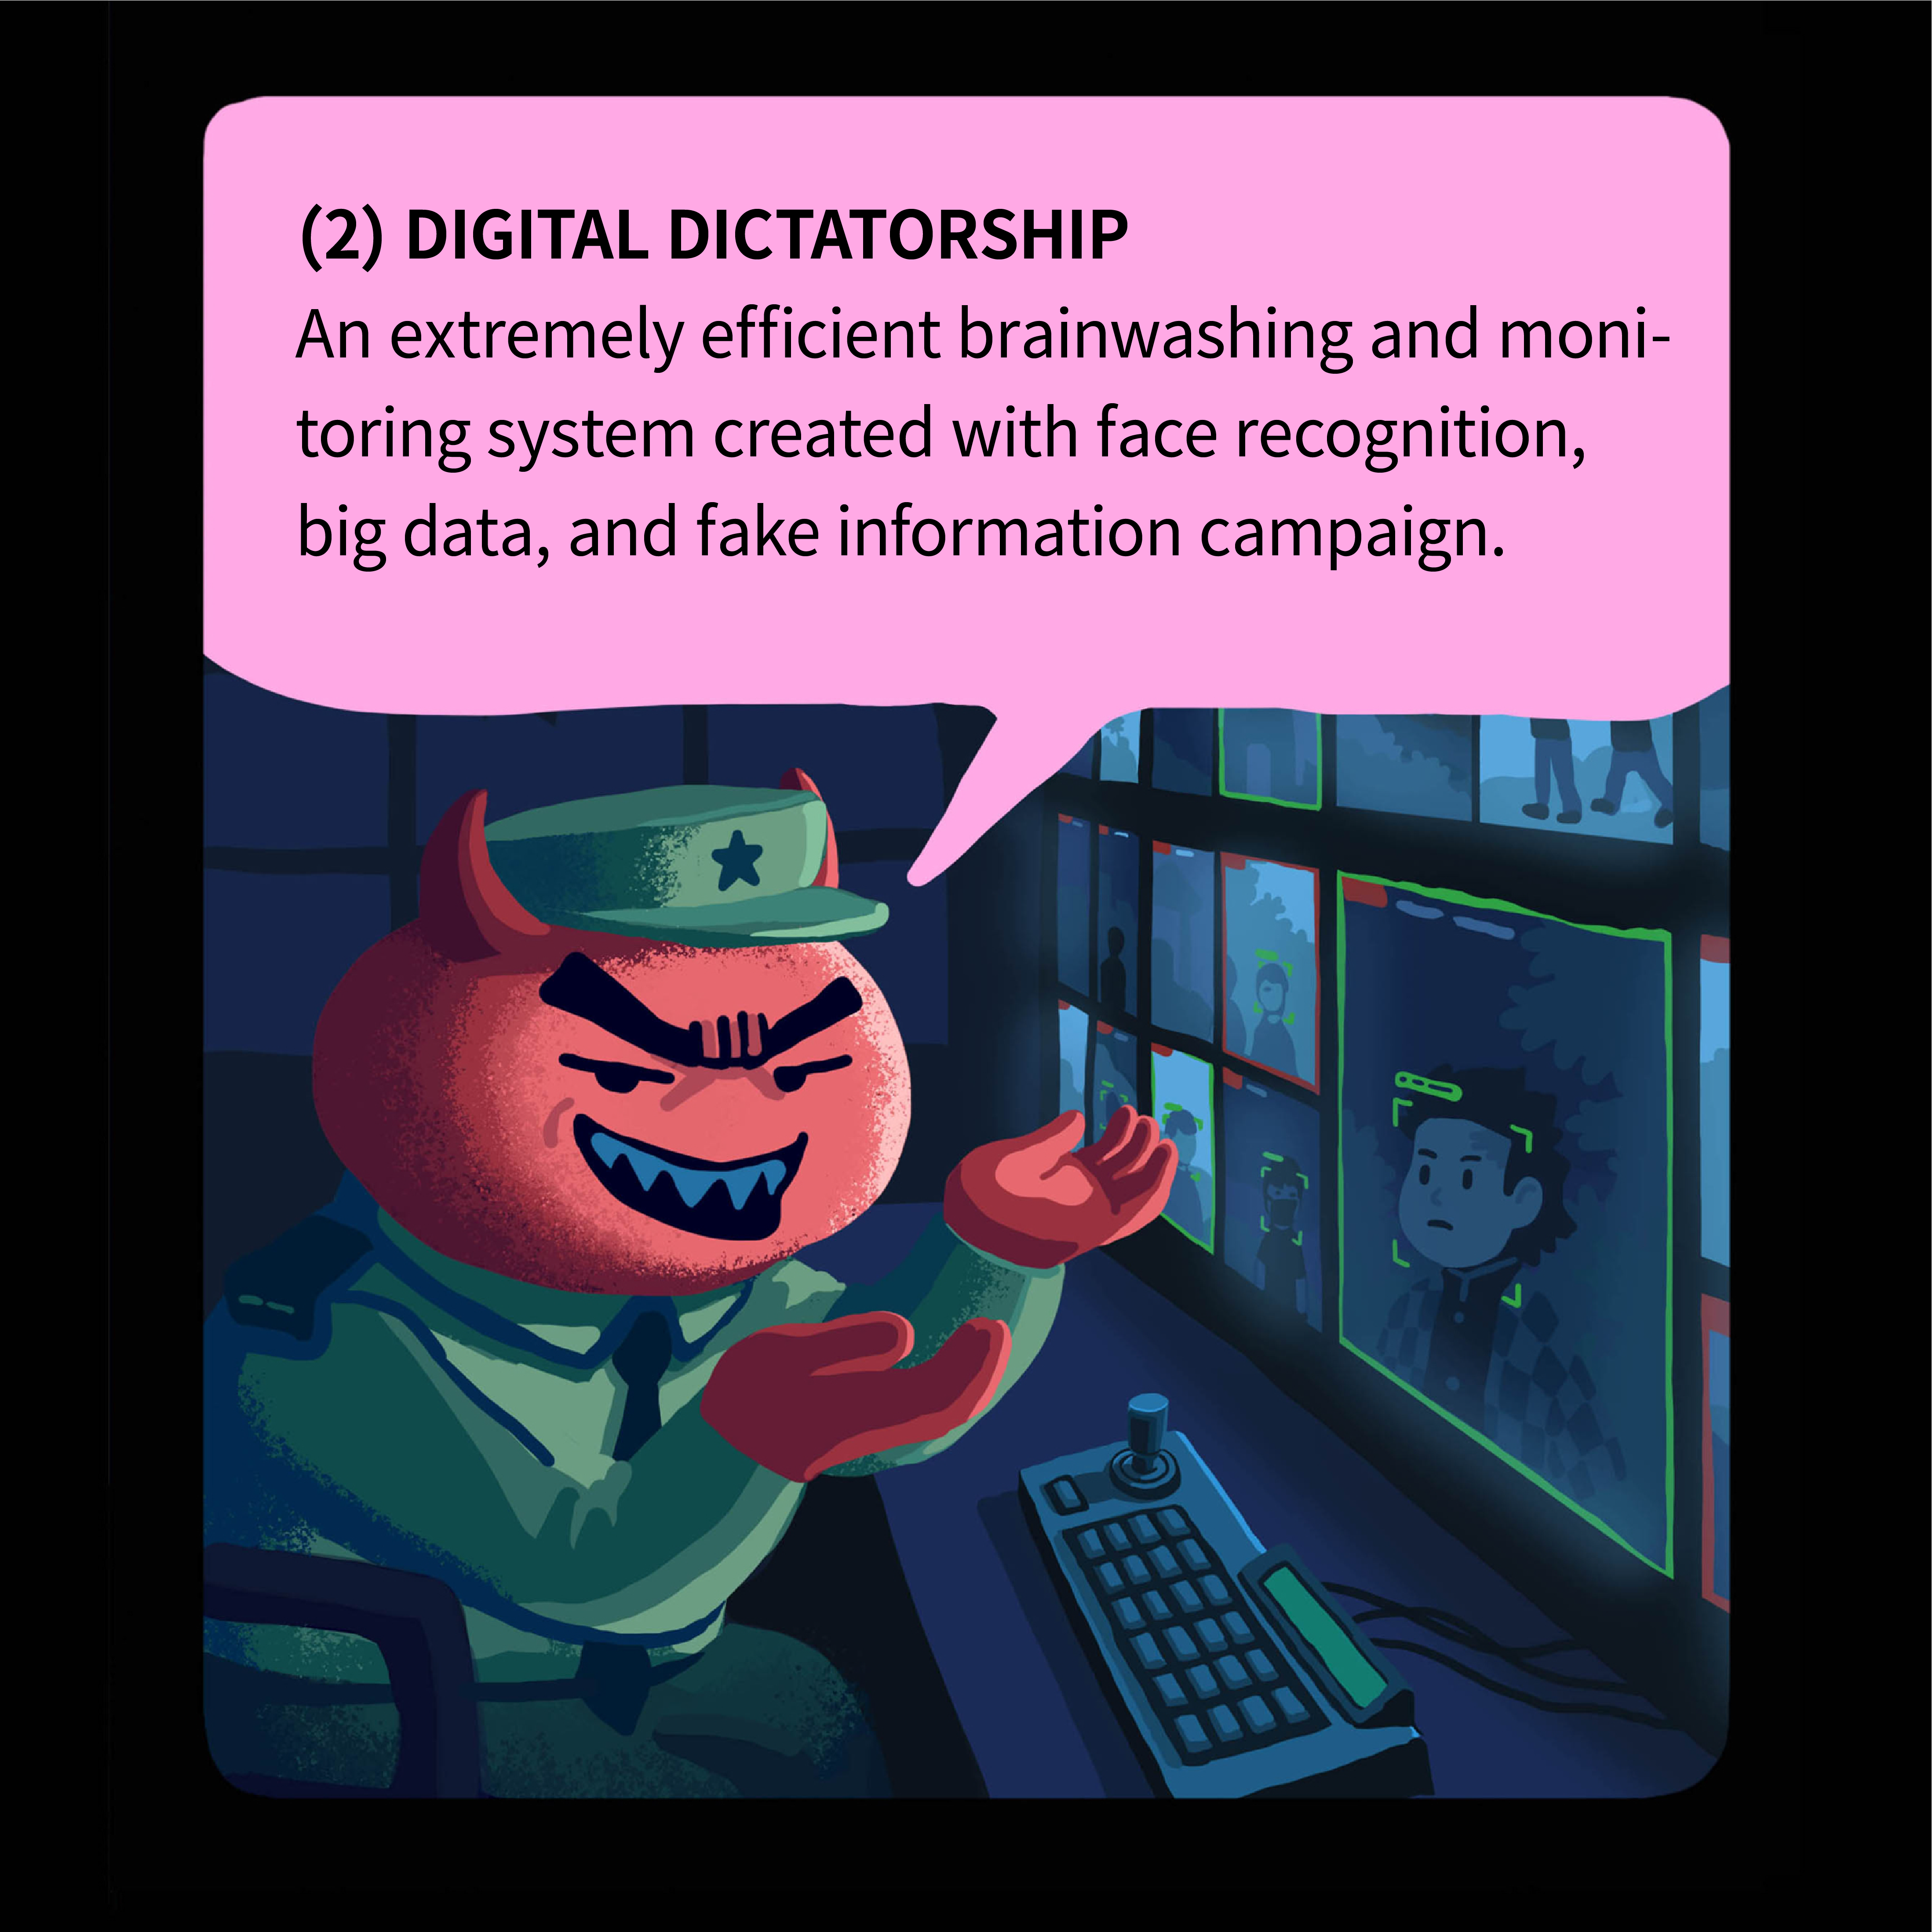 (2) DIGITAL DICTATORSHIP
An extremely efficient brainwashing and moni-
toring system created with face recognition,
big data, and fake information campaign.